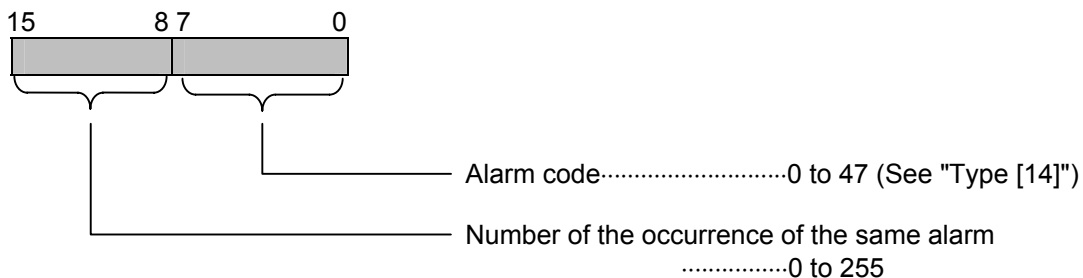 15 8 7 0
Alarm code···························0 to 47 (See "Type [14]")
Number of the occurrence of the same alarm
················0 to 255